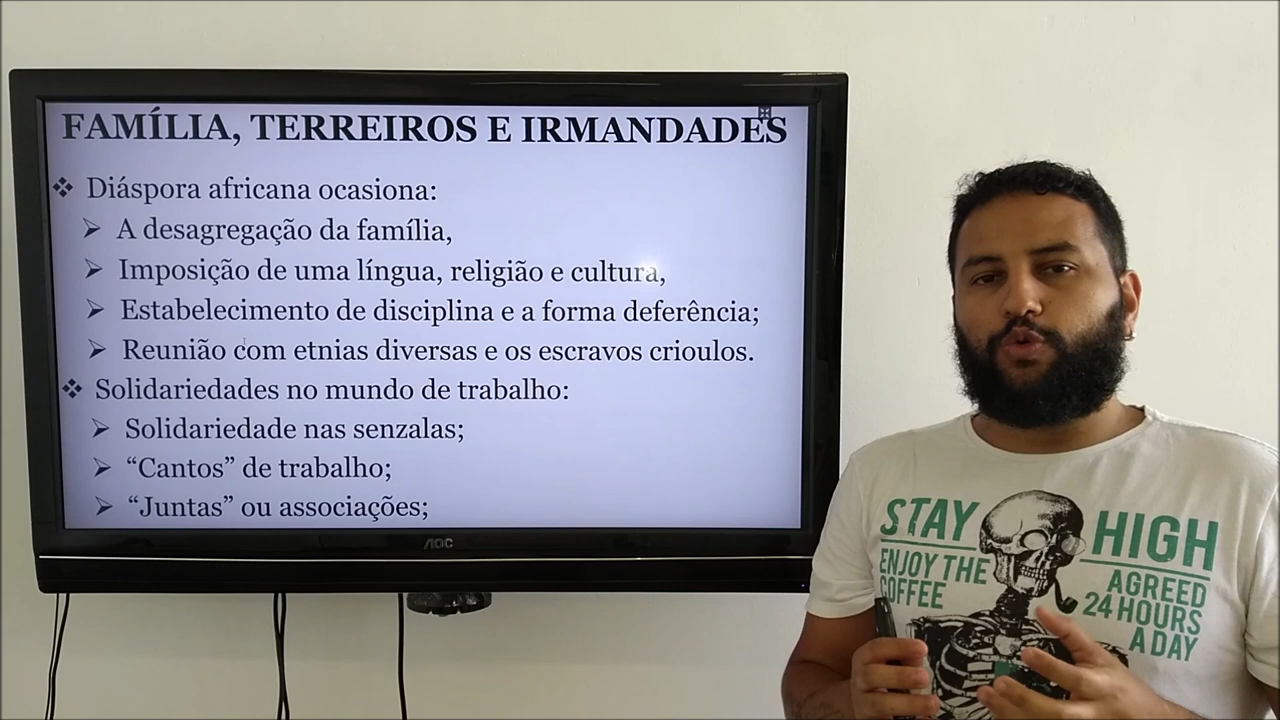 FAMÍLIA, TERREIROS E IRMANDADES
❖ Diáspora africana ocasiona:
➢ A desagregação da família,
➢ Imposição de uma língua, religião e cultura,
➢ Estabelecimento de disciplina e a forma deferência;
➢ Reunião com etnias diversas e os escravos crioulos.
❖ Solidariedades no mundo de trabalho:
➢ Solidariedade nas senzalas;
➢ “Cantos” de trabalho;
➢ “Juntas” ou associações;
AOC
STAY HIGH
ENJOY THE
COFFEE
AGREED
24 HOURS
A DAY